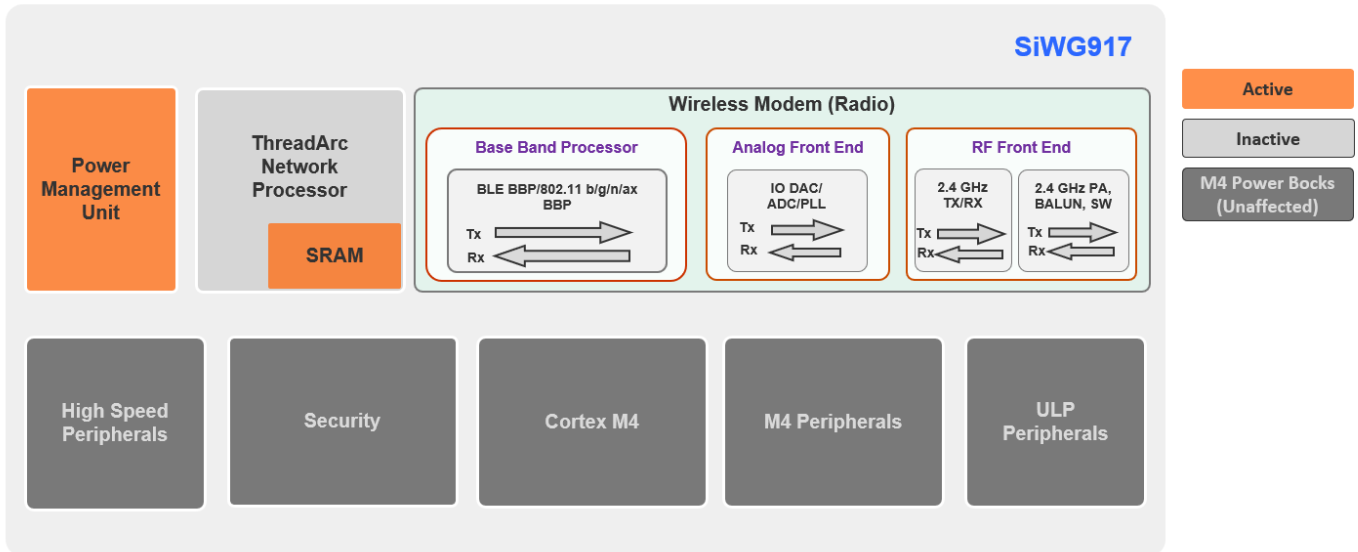 SiWG917
Active
Inactive
M4 Power Bocks
(Unaffected)
Power
Management
Unit
ThreadArc
Network
Processor
SRAM
Wireless Modem (Radio)
Base Band Processor
BLE BBP/802.11 b/g/n/ax
BBP
Tx
Rx
Analog Front End
IO DAC/
ADC/PLL
Tx
Rx
RF Front End
2.4 GHz
TX/RX
Tx
Rx
2.4 GHz PA,
BALUN, SW
Tx
Rx
High Speed
Peripherals
Security
Cortex M4
M4 Peripherals
ULP
Peripherals